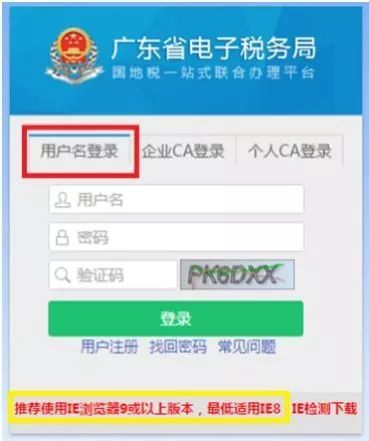 广东省电子税务局
国地税一站式联合办理平台
用户名登录 企业CA登录 个人CA登录
用户名
密码
验证码 PK6DXX
登录
用户注册 找回密码 常见问题
推荐使用IE浏览器9或以上版本，最低适用IE8 IE检测下载